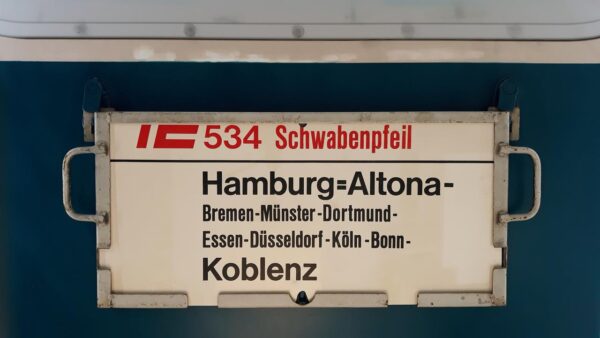 IC 534 Schwabenpfeil
Hamburg=Altona-
Bremen-Münster-Dortmund-
Essen-Düsseldorf-Köln-Bonn-
Koblenz